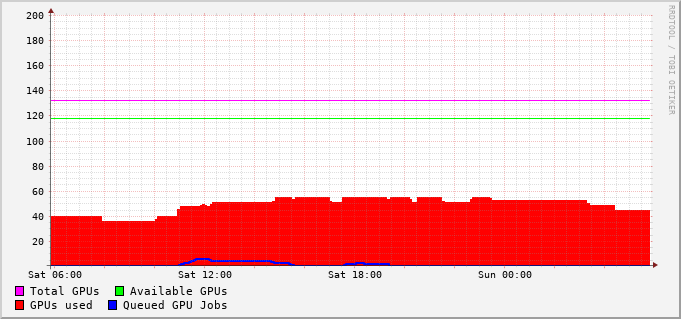 200
180
160
140
120
100
80
60
40
20
Sat 06:00 Sat 12:00 Sat 18:00 Sun 00:00
Total GPUs Available GPUs
GPUs used Queued GPU Jobs
RRDTOOL / TOBI OETIKER